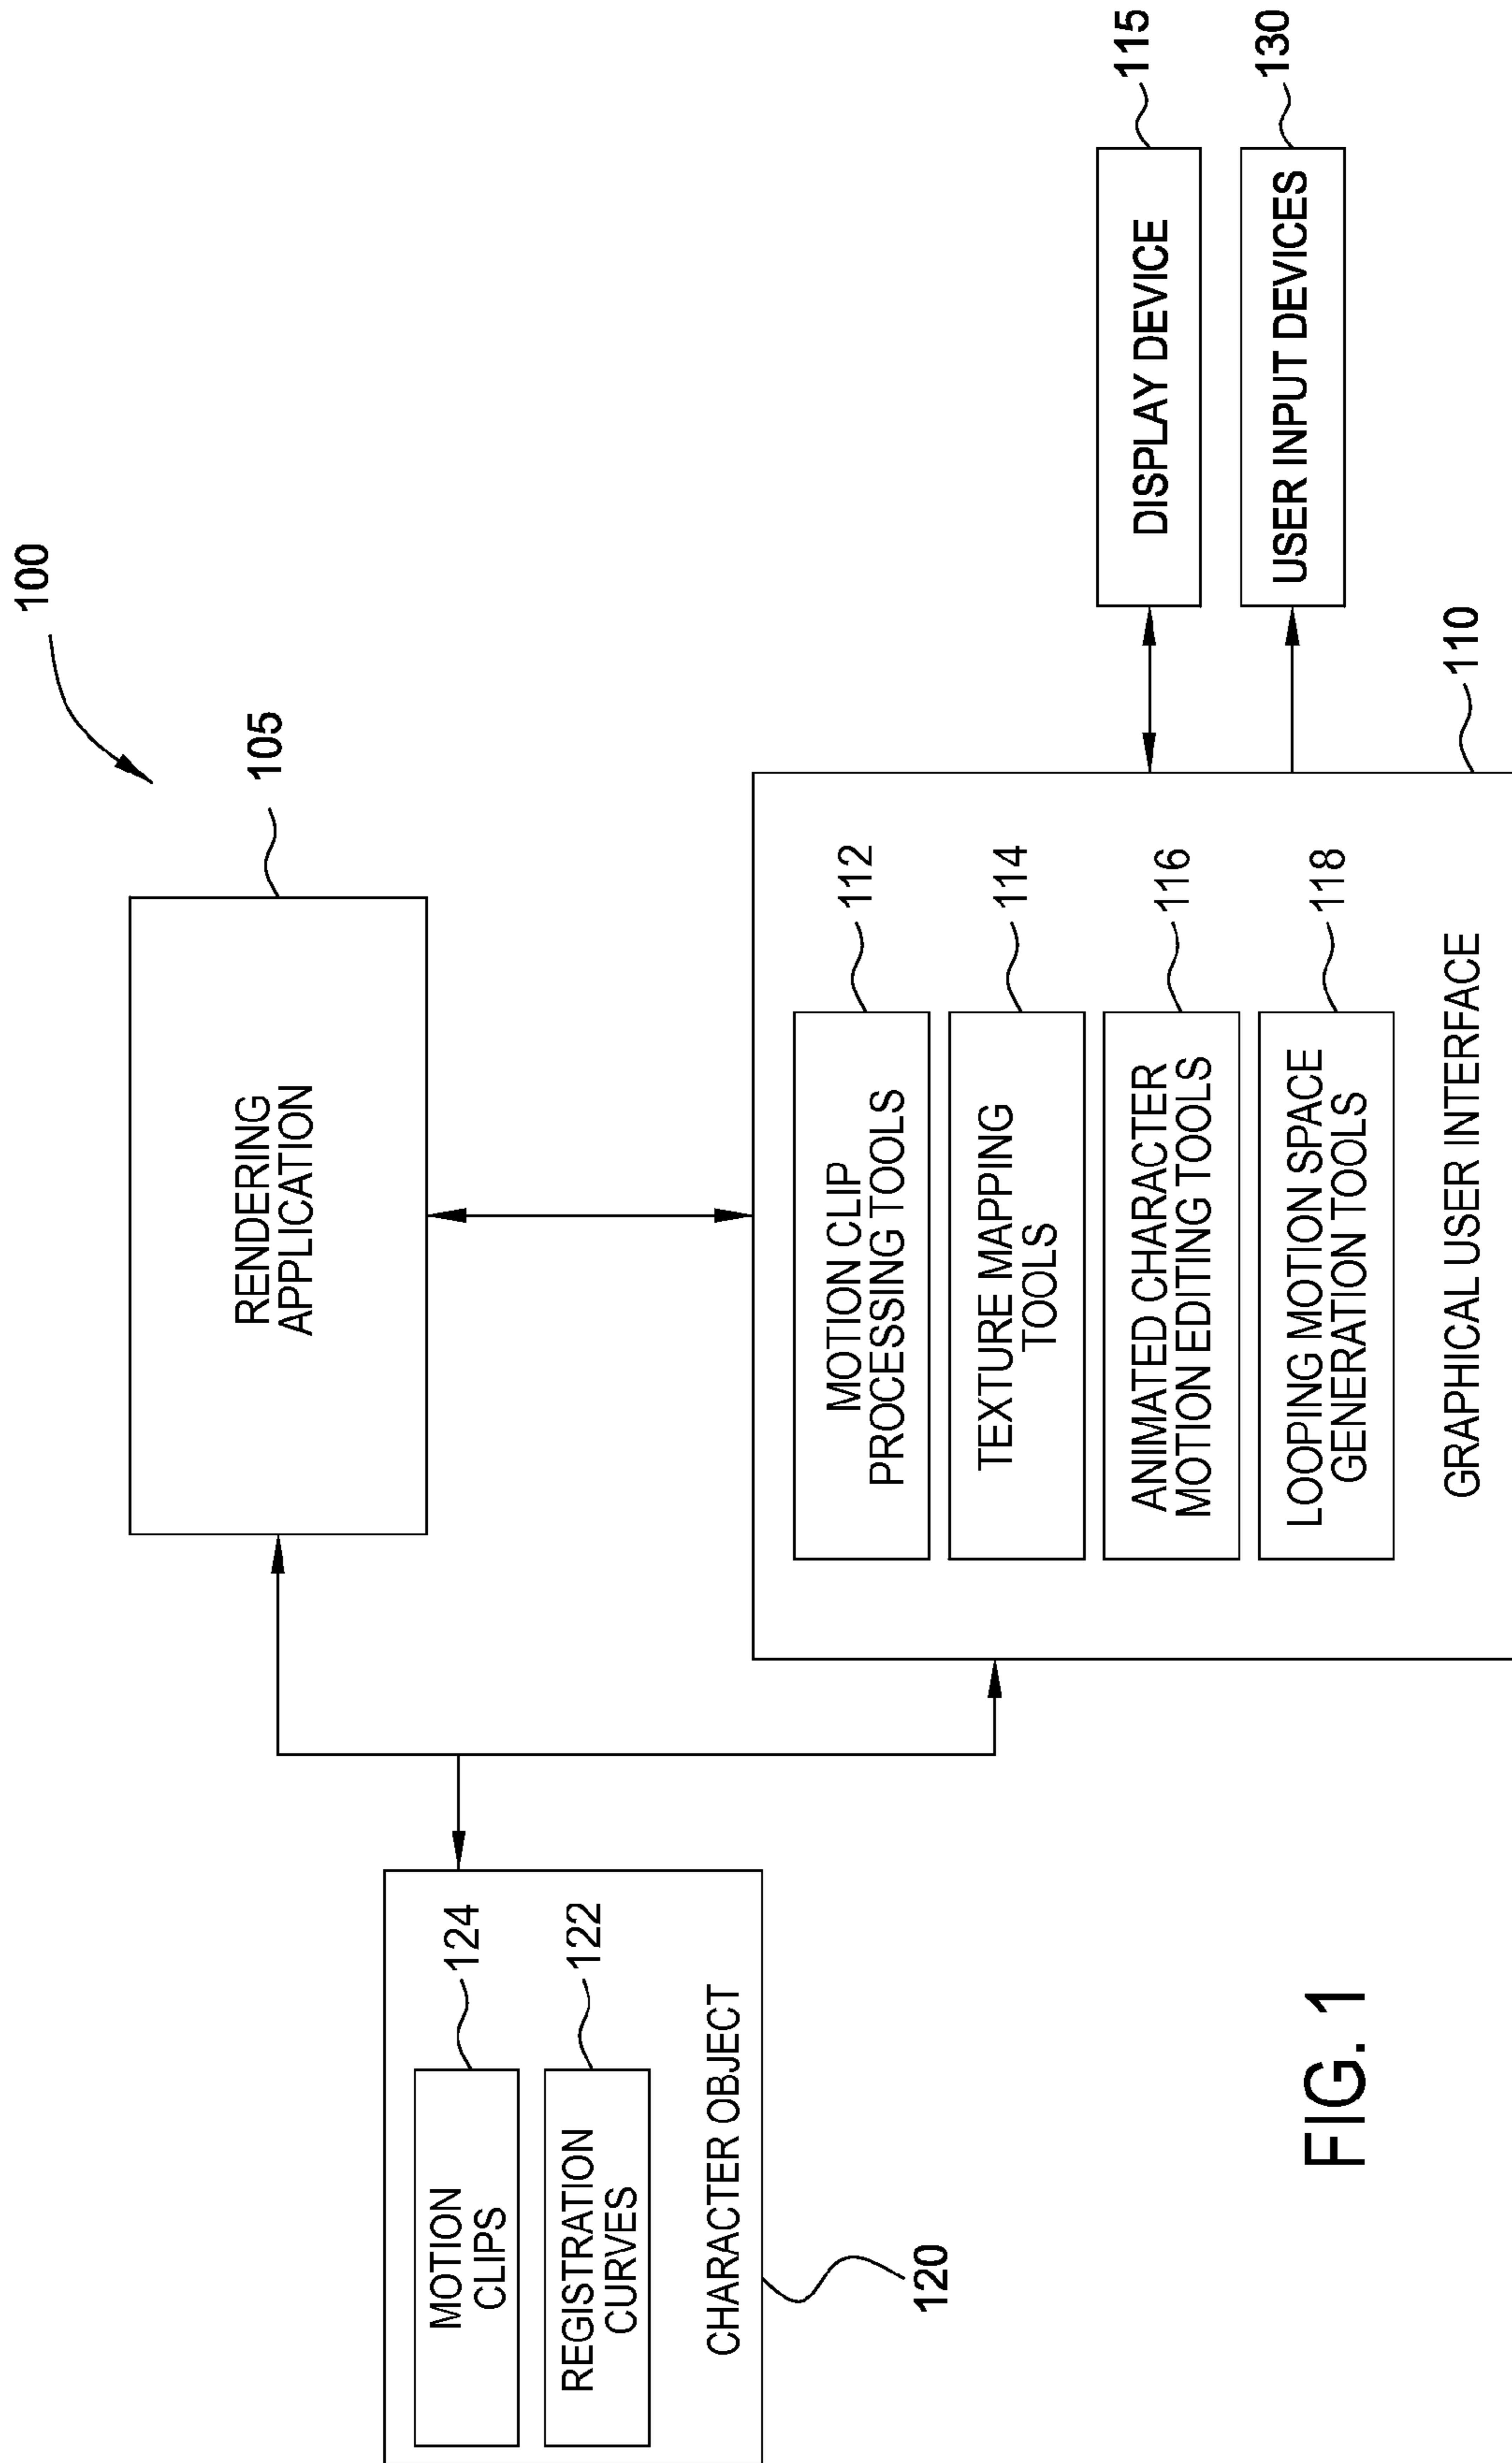 100
RENDERING
APPLICATION
105
MOTION
CLIPS
124
REGISTRATION
CURVES
122
CHARACTER OBJECT
120
MOTION CLIP
PROCESSING TOOLS
112
TEXTURE MAPPING
TOOLS
114
ANIMATED CHARACTER
MOTION EDITING TOOLS
116
LOOPING MOTION SPACE
GENERATION TOOLS
118
GRAPHICAL USER INTERFACE
110
DISPLAY DEVICE
115
USER INPUT DEVICES
130
FIG. 1